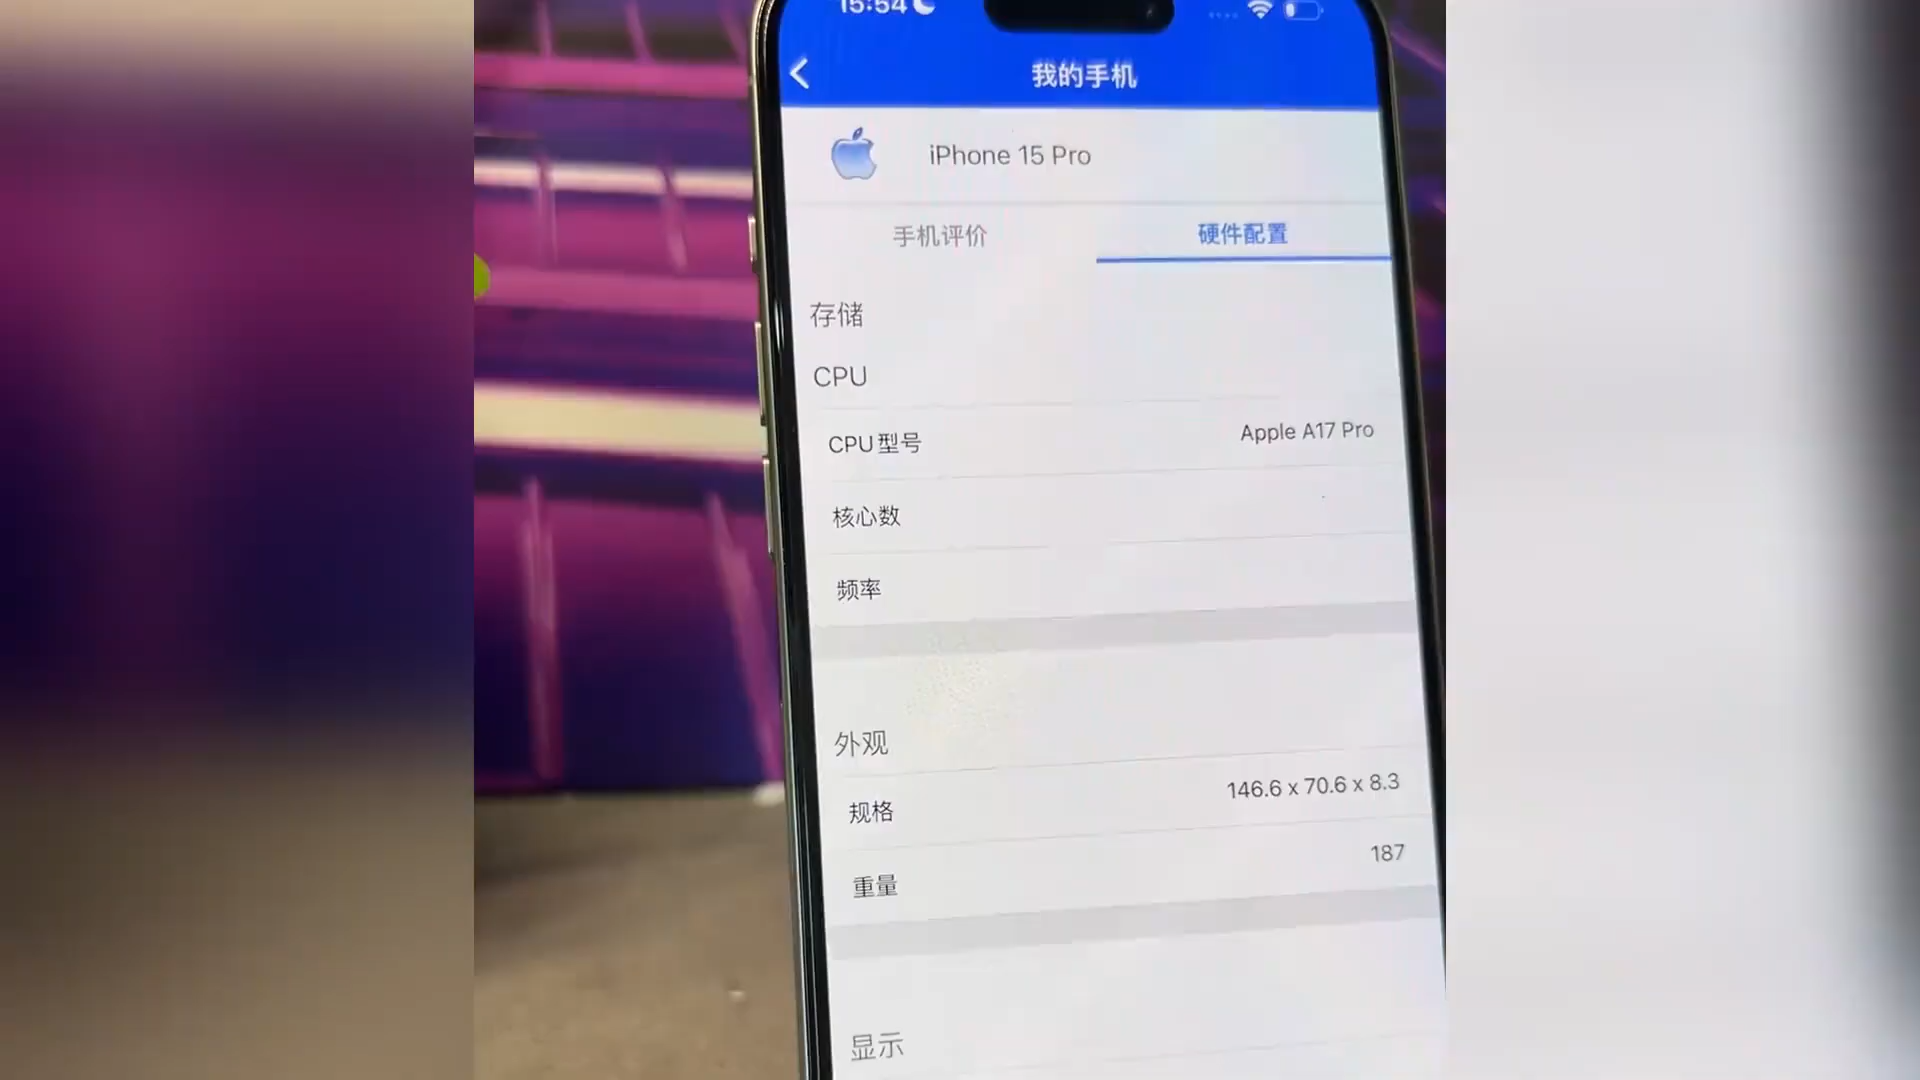 15:54
我的手机
iPhone 15 Pro
手机评价
硬件配置
存储
CPU
CPU型号
Apple A17 Pro
核心数
频率
外观
规格
146.6 x 70.6 x 8.3
重量
187
显示